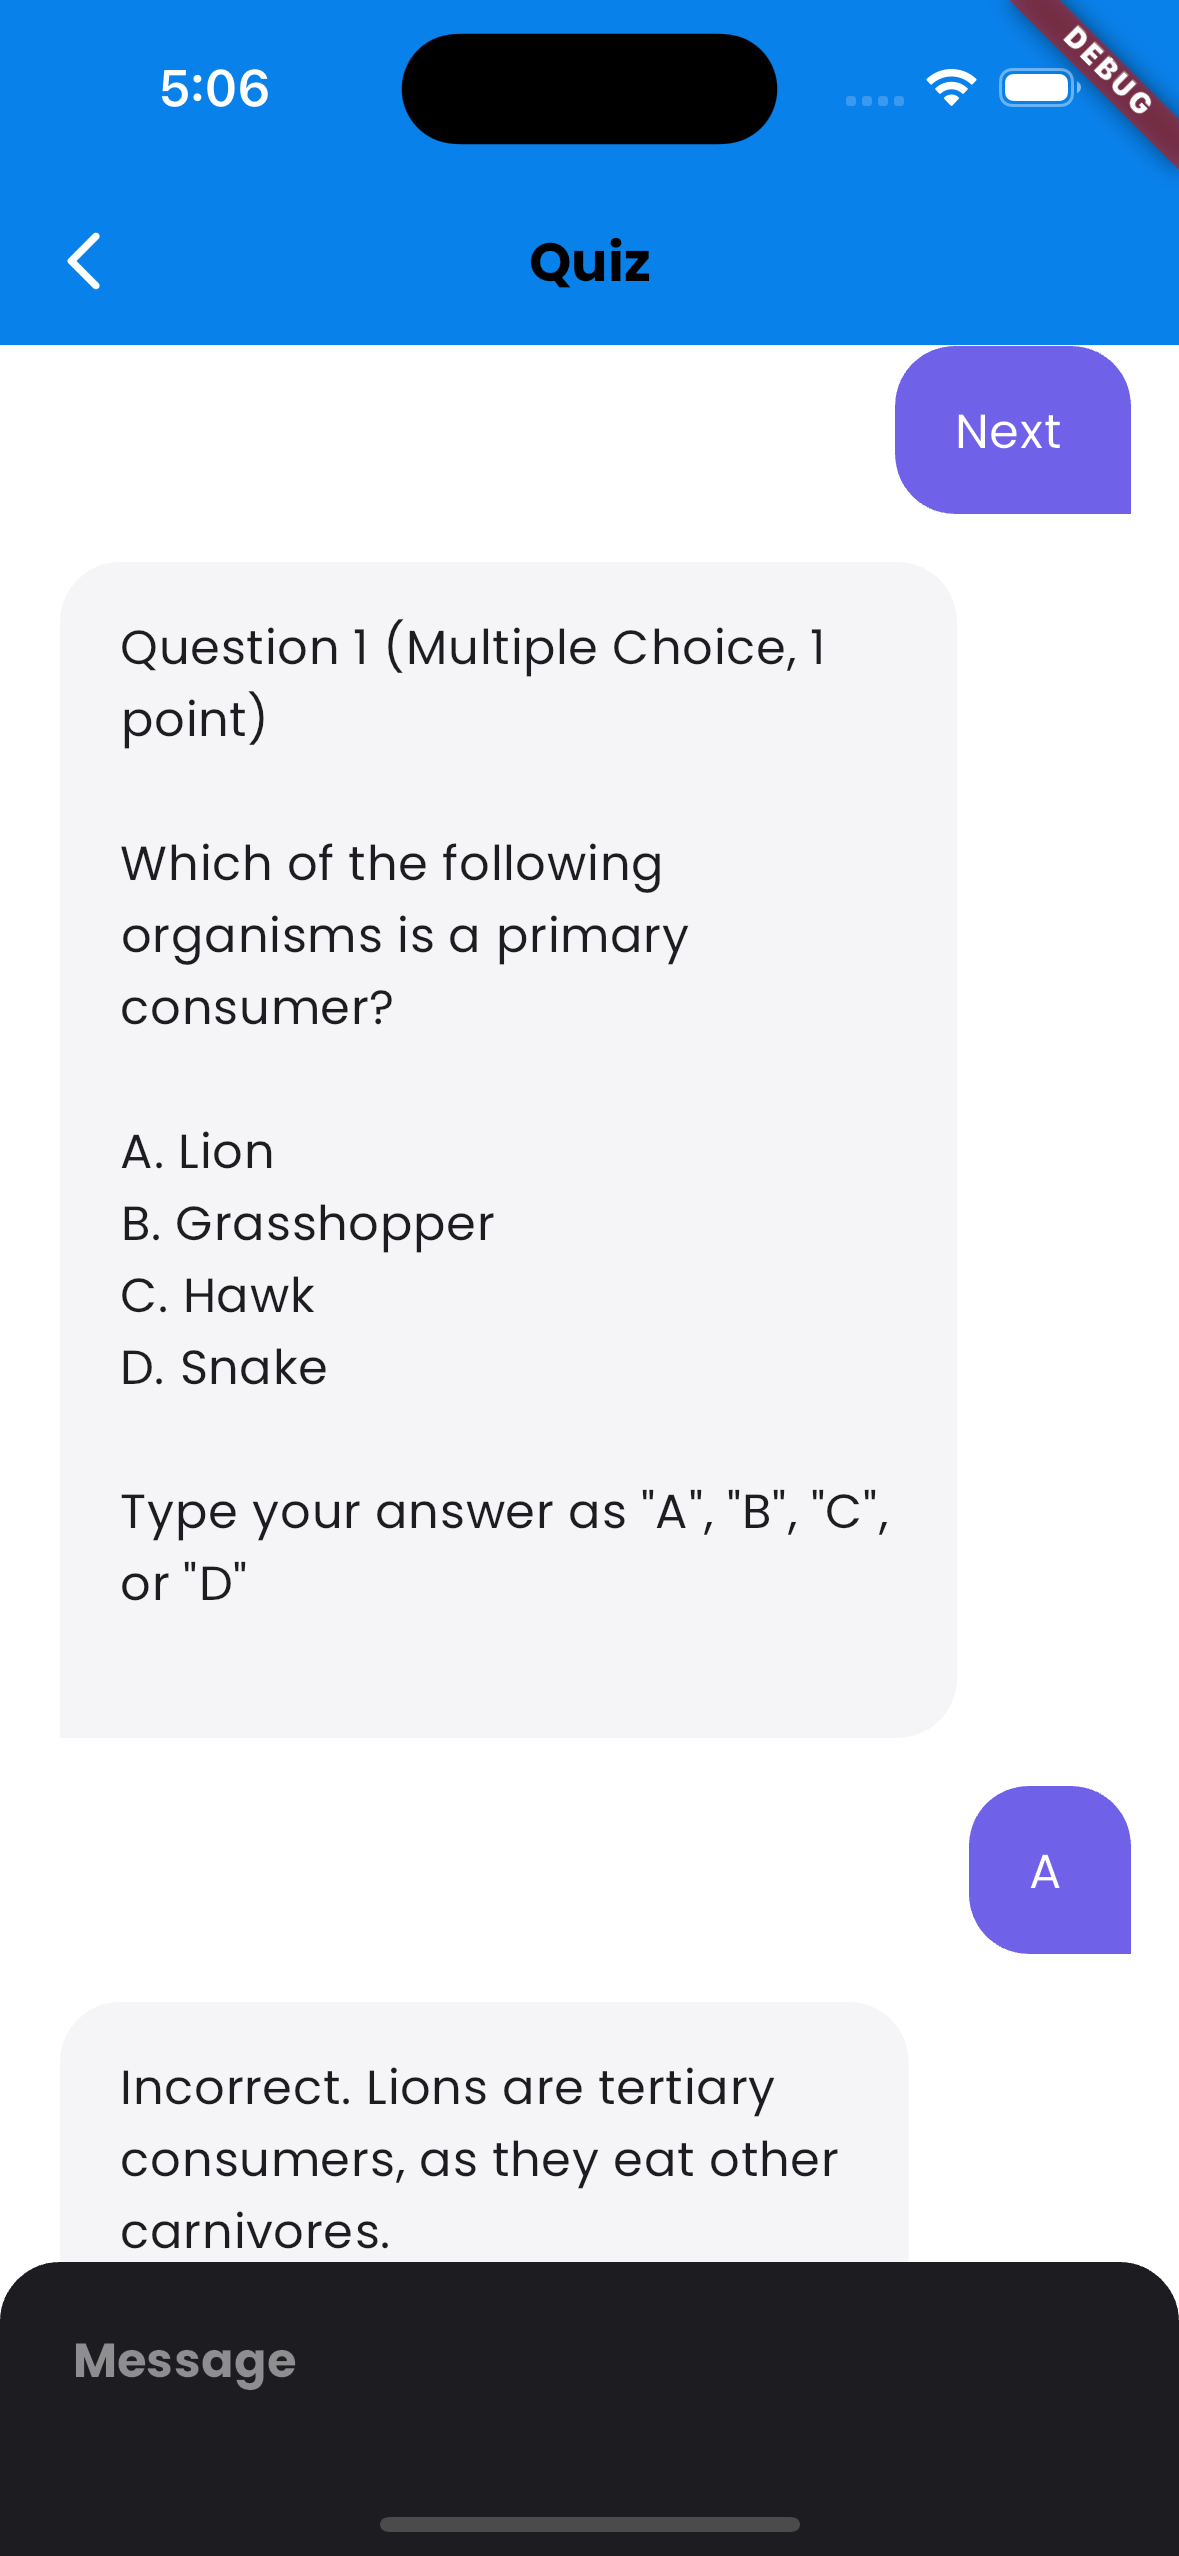 5:06
DEBUG
Quiz
Next
Question 1 (Multiple Choice, 1
point)
Which of the following
organisms is a primary
consumer?
A. Lion
B. Grasshopper
C. Hawk
D. Snake
Type your answer as "A", "B", "C",
or "D"
A
Incorrect. Lions are tertiary
consumers, as they eat other
carnivores.
Message